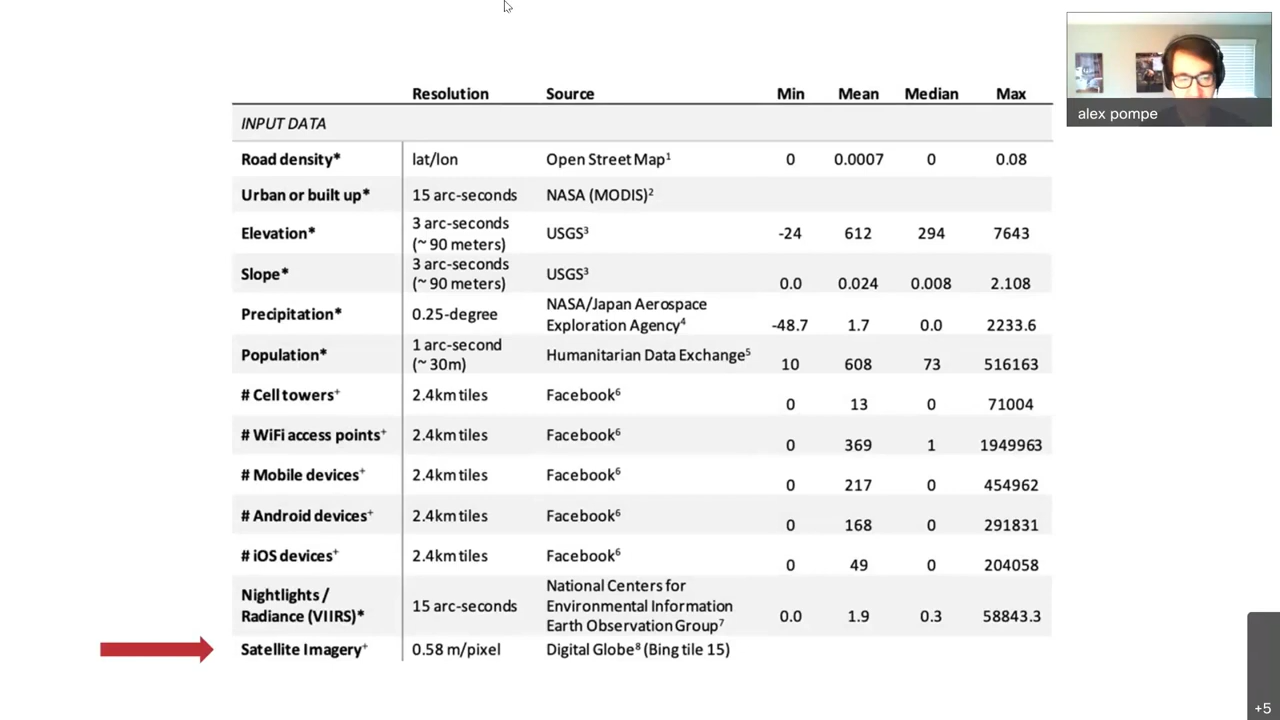 Resolution Source Min Mean Median Max
INPUT DATA
Road density* lat/lon Open Street Map¹ 0 0.0007 0 0.08
Urban or built up* 15 arc-seconds NASA (MODIS)²
Elevation* 3 arc-seconds (~ 90 meters) USGS³ -24 612 294 7643
Slope* 3 arc-seconds (~ 90 meters) USGS³ 0.0 0.024 0.008 2.108
Precipitation* 0.25-degree NASA/Japan Aerospace Exploration Agency⁴ -48.7 1.7 0.0 2233.6
Population* 1 arc-second (~ 30m) Humanitarian Data Exchange⁵ 10 608 73 516163
# Cell towers⁺ 2.4km tiles Facebook⁶ 0 13 0 71004
# WiFi access points⁺ 2.4km tiles Facebook⁶ 0 369 1 1949963
# Mobile devices⁺ 2.4km tiles Facebook⁶ 0 217 0 454962
# Android devices⁺ 2.4km tiles Facebook⁶ 0 168 0 291831
# iOS devices⁺ 2.4km tiles Facebook⁶ 0 49 0 204058
Nightlights / Radiance (VIIRS)* 15 arc-seconds National Centers for Environmental Information Earth Observation Group⁷ 0.0 1.9 0.3 58843.3
Satellite Imagery⁺ 0.58 m/pixel Digital Globe⁸ (Bing tile 15)
alex pompe
+5